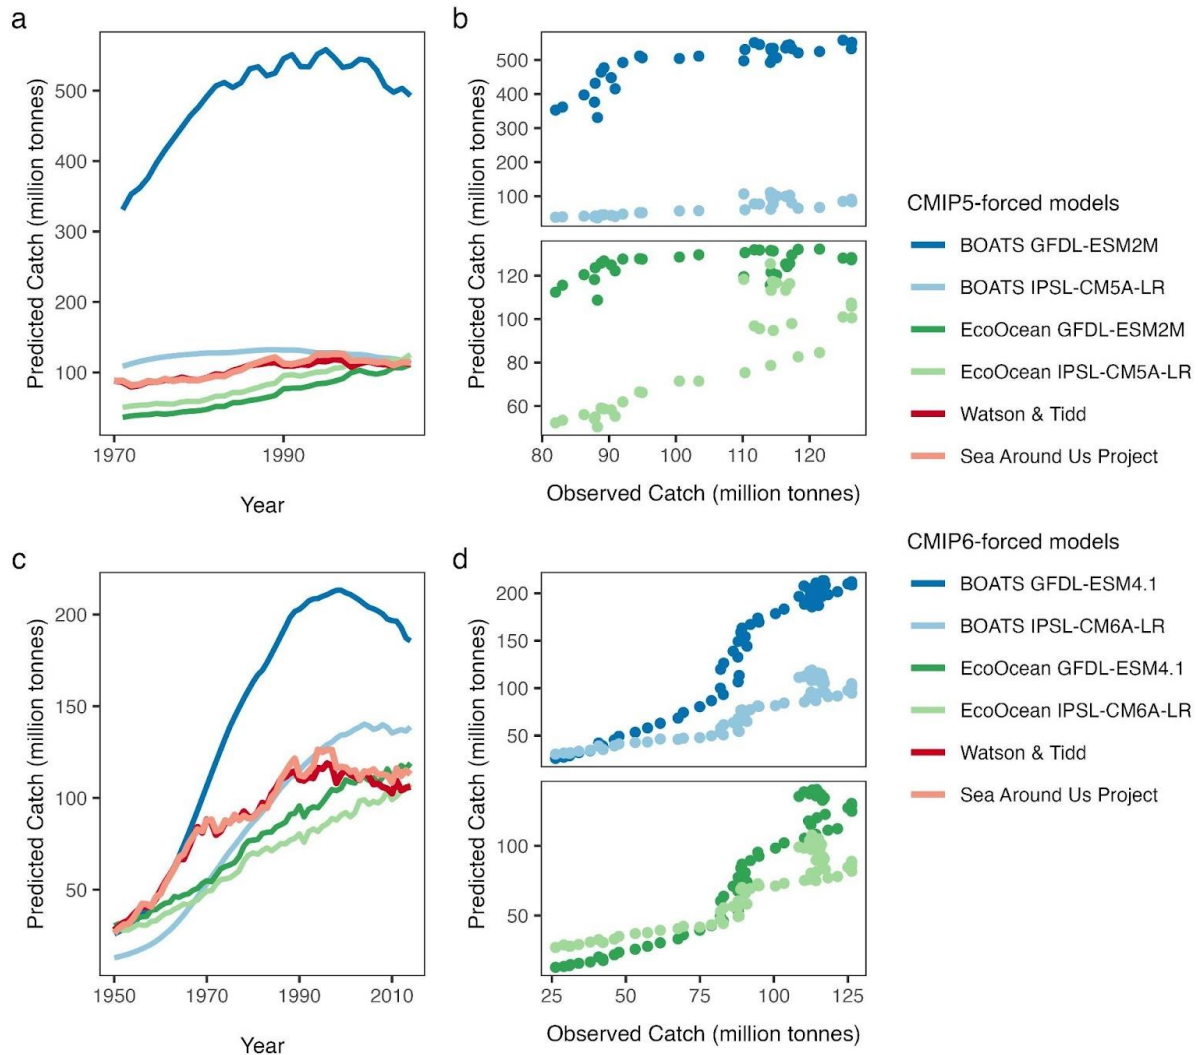 a
500
400
300
200
100
Predicted Catch (million tonnes)
1970
1990
Year
b
500
400
300
200
100
120
100
80
60
Predicted Catch (million tonnes)
80
90
100
110
120
Observed Catch (million tonnes)
CMIP5-forced models
BOATS GFDL-ESM2M
BOATS IPSL-CM5A-LR
EcoOcean GFDL-ESM2M
EcoOcean IPSL-CM5A-LR
Watson & Tidd
Sea Around Us Project
c
200
150
100
50
Predicted Catch (million tonnes)
1950
1970
1990
2010
Year
d
200
150
100
50
100
50
Predicted Catch (million tonnes)
25
50
75
100
125
Observed Catch (million tonnes)
CMIP6-forced models
BOATS GFDL-ESM4.1
BOATS IPSL-CM6A-LR
EcoOcean GFDL-ESM4.1
EcoOcean IPSL-CM6A-LR
Watson & Tidd
Sea Around Us Project